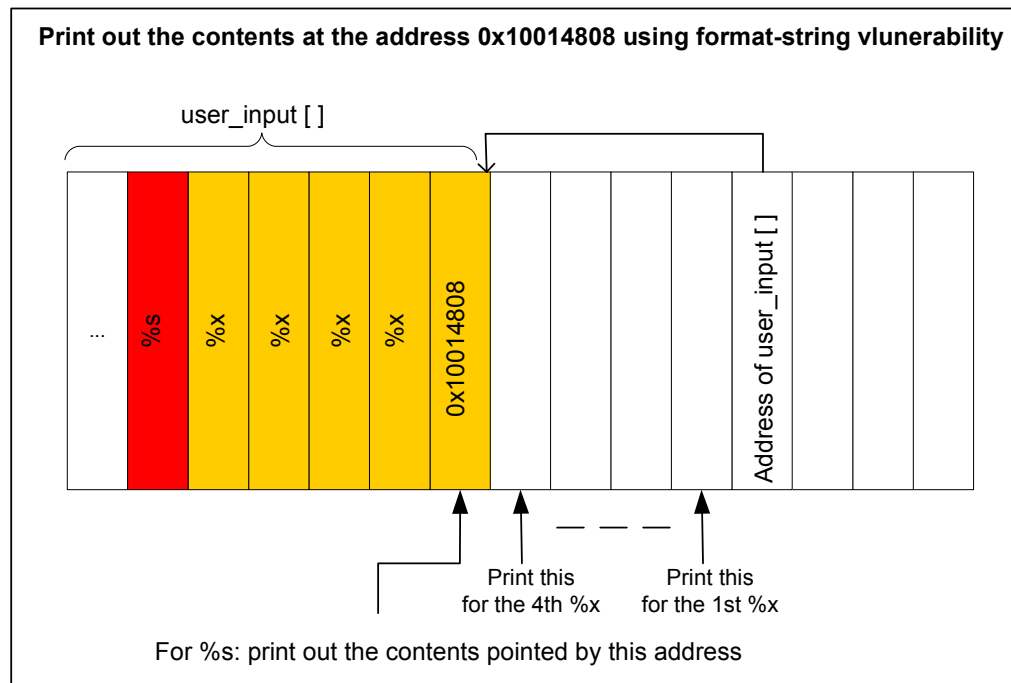 Print out the contents at the address 0x10014808 using format-string vlunerability
user_input [ ]
...
%s
%x
%x
%x
%x
0x10014808
Address of user_input [ ]
Print this
for the 4th %x
Print this
for the 1st %x
For %s: print out the contents pointed by this address